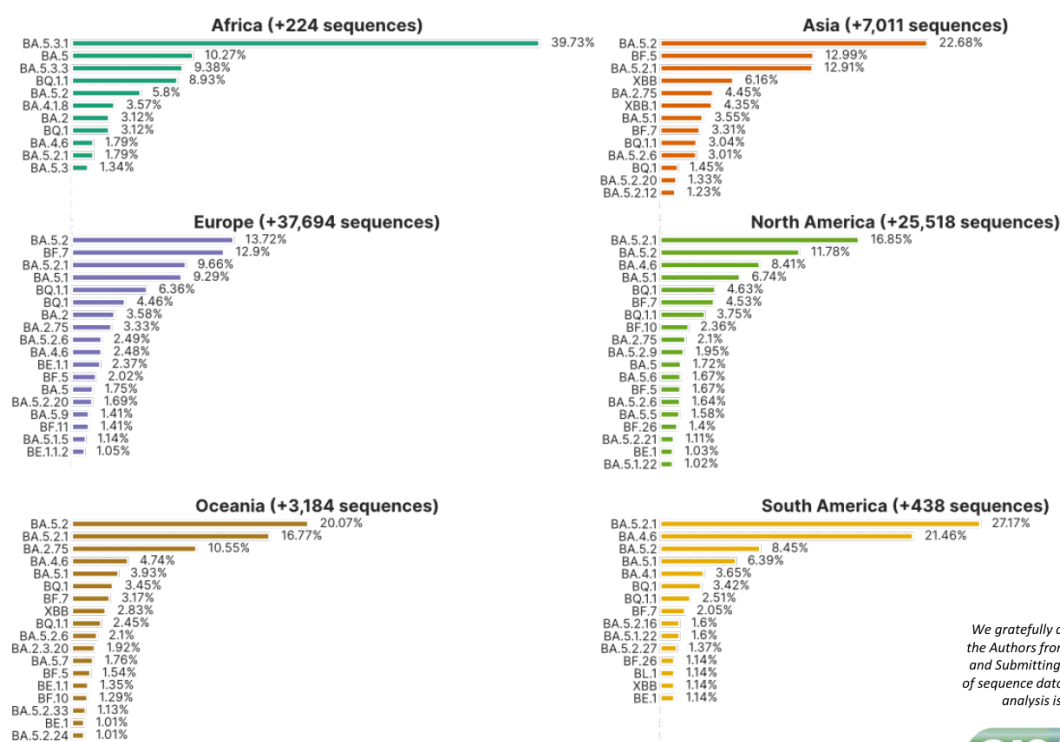 Africa (+224 sequences)
BA.5.3.1 39.73%
BA.5 10.27%
BA.5.3.3 9.38%
BQ.1.1 8.93%
BA.5.2 5.8%
BA.4.1.8 3.57%
BA.2 3.12%
BQ.1 3.12%
BA.4.6 1.79%
BA.5.2.1 1.79%
BA.5.3 1.34%
Asia (+7,011 sequences)
BA.5.2 22.68%
BF.5 12.99%
BA.5.2.1 12.91%
XBB 6.16%
BA.2.75 4.45%
XBB.1 4.35%
BA.5.1 3.55%
BF.7 3.31%
BQ.1.1 3.04%
BA.5.2.6 3.01%
BQ.1 1.45%
BA.5.2.20 1.33%
BA.5.2.12 1.23%
Europe (+37,694 sequences)
BA.5.2 13.72%
BF.7 12.9%
BA.5.2.1 9.66%
BA.5.1 9.29%
BQ.1.1 6.36%
BQ.1 4.46%
BA.2 3.58%
BA.2.75 3.33%
BA.5.2.6 2.49%
BA.4.6 2.48%
BE.1.1 2.37%
BF.5 2.02%
BA.5 1.75%
BA.5.2.20 1.69%
BA.5.9 1.41%
BF.11 1.41%
BA.5.1.5 1.14%
BE.1.1.2 1.05%
North America (+25,518 sequences)
BA.5.2.1 16.85%
BA.5.2 11.78%
BA.4.6 8.41%
BA.5.1 6.74%
BQ.1 4.63%
BF.7 4.53%
BQ.1.1 3.75%
BF.10 2.36%
BA.2.75 2.1%
BA.5.2.9 1.95%
BA.5 1.72%
BA.5.6 1.67%
BF.5 1.67%
BA.5.2.6 1.64%
BA.5.5 1.58%
BF.26 1.4%
BA.5.2.21 1.11%
BE.1 1.03%
BA.5.1.22 1.02%
Oceania (+3,184 sequences)
BA.5.2 20.07%
BA.5.2.1 16.77%
BA.2.75 10.55%
BA.4.6 4.74%
BA.5.1 3.93%
BQ.1 3.45%
BF.7 3.17%
XBB 2.83%
BQ.1.1 2.45%
BA.5.2.6 2.1%
BA.2.3.20 1.92%
BA.5.7 1.76%
BF.5 1.54%
BE.1.1 1.35%
BF.10 1.29%
BA.5.2.33 1.13%
BE.1 1.01%
BA.5.2.24 1.01%
South America (+438 sequences)
BA.5.2.1 27.17%
BA.4.6 21.46%
BA.5.2 8.45%
BA.5.1 6.39%
BA.4.1 3.65%
BQ.1 3.42%
BQ.1.1 2.51%
BF.7 2.05%
BA.5.2.16 1.6%
BA.5.1.22 1.6%
BA.5.2.27 1.37%
BF.26 1.14%
BL.1 1.14%
XBB 1.14%
BE.1 1.14%
We gratefully
the Authors from
and Submitting
of sequence data
analysis is